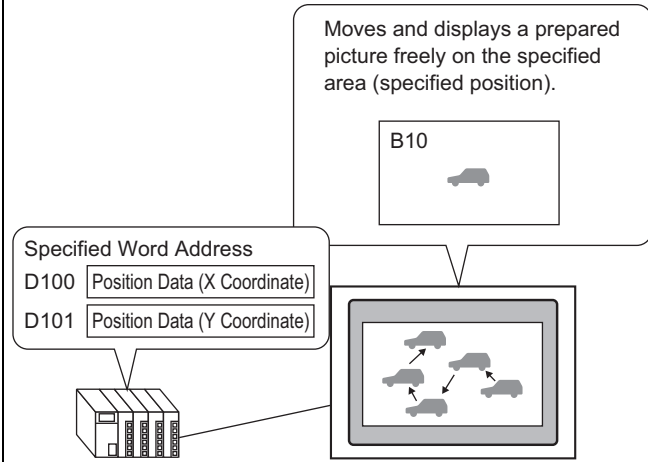 Moves and displays a prepared
picture freely on the specified
area (specified position).
B10
Specified Word Address
D100 Position Data (X Coordinate)
D101 Position Data (Y Coordinate)